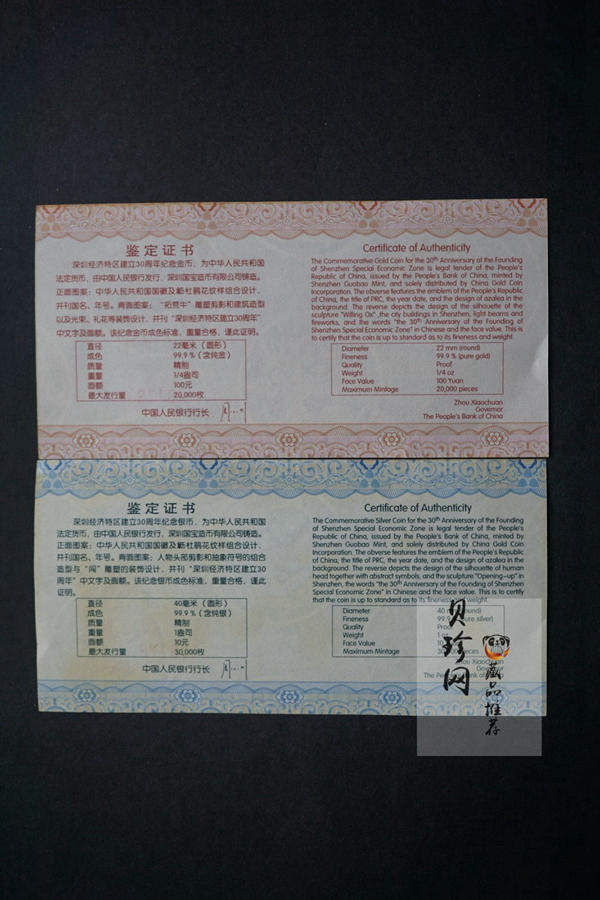 鉴定证书
深圳经济特区建立30周年纪念金币,为中华人民共和国
法定货币,由中国人民银行发行,深圳国宝造币有限公司铸造。
正面图案:中华人民共和国国徽及簕杜鹃花纹样组合设计,
并刊国名、年号。背面图案:“拓荒牛”雕塑剪影和建筑造型
以及光束、礼花等装饰设计,并刊“深圳经济特区建立30周年”
中文字及面额。该纪念金币成色标准,重量合格,谨此证明。
直径 22毫米(圆形)
成色 99.9%(含纯金)
质量 精制
重量 1/4盎司
面额 100元
最大发行量 20,000枚
中国人民银行行长
Certificate of Authenticity
The Commemorative Gold Coin for the 30th Anniversary of the Founding
of Shenzhen Special Economic Zone is legal tender of the People's
Republic of China, issued by the People's Bank of China, minted by
Shenzhen Guobao Mint, and solely distributed by China Gold Coin
Incorporation. The obverse features the emblem of the People's Republic
of China, the title of PRC, the year date, and the design of azalea in the
background. The reverse depicts the design of the silhouette of the
sculpture "Willing Ox" ,the city buildings in Shenzhen, light beams and
fireworks, and the words "the 30th Anniversary of the Founding of
Shenzhen Special Economic Zone" in Chinese and the face value. This is
to certify that the coin is up to standard as to its fineness and weight
Diameter 22 mm (round)
Fineness 99.9 % (pure gold)
Quality Proof
Weight 1/4 oz
Face Value 100 Yuan
Maximum Mintage 20,000 pieces
Zhou Xiaochuan
Governor
The People's Bank of China
鉴定证书
深圳经济特区建立30周年纪念银币,为中华人民共和国
法定货币,由中国人民银行发行,深圳国宝造币有限公司铸造。
正面图案:中华人民共和国国徽及簕杜鹃花纹样组合设计,
并刊国名、年号。背面图案:人物头部剪影和抽象符号的组合
造型与“闯”雕塑的装饰设计,并刊“深圳经济特区建立30
周年”中文字及面额。该纪念银币成色标准,重量合格,谨此
证明。
直径 40毫米(圆形)
成色 99.9%(含纯银)
质量 精制
重量 1盎司
面额 10元
最大发行量 30,000枚
中国人民银行行长
Certificate of Authenticity
The Commemorative Silver Coin for the 30th Anniversary of the Founding
of Shenzhen Special Economic Zone is legal tender of the People's
Republic of China, issued by the People's Bank of China, minted by
Shenzhen Guobao Mint, and solely distributed by China Gold Coin
Incorporation. The obverse features the emblem of the People's Republic
of China, the title of PRC, the year date, and the design of azalea in the
background. The reverse depicts the design of the silhouette of human
head together with abstract symbols, and the sculpture "Opening-up" in
Shenzhen, the words "the 30th Anniversary of the Founding of Shenzhen
Special Economic Zone" in Chinese and the face value. This is to certify
that the coin is up to standard as to its fineness and weight
Diameter 40 (round)
Fineness 99.9 (pure silver)
Quality Proof
Weight 1
Face Value
Maximum Mintage pieces
Zhou Xiaochuan
Governor
The People's Bank of China
贝珍网
藏品推荐